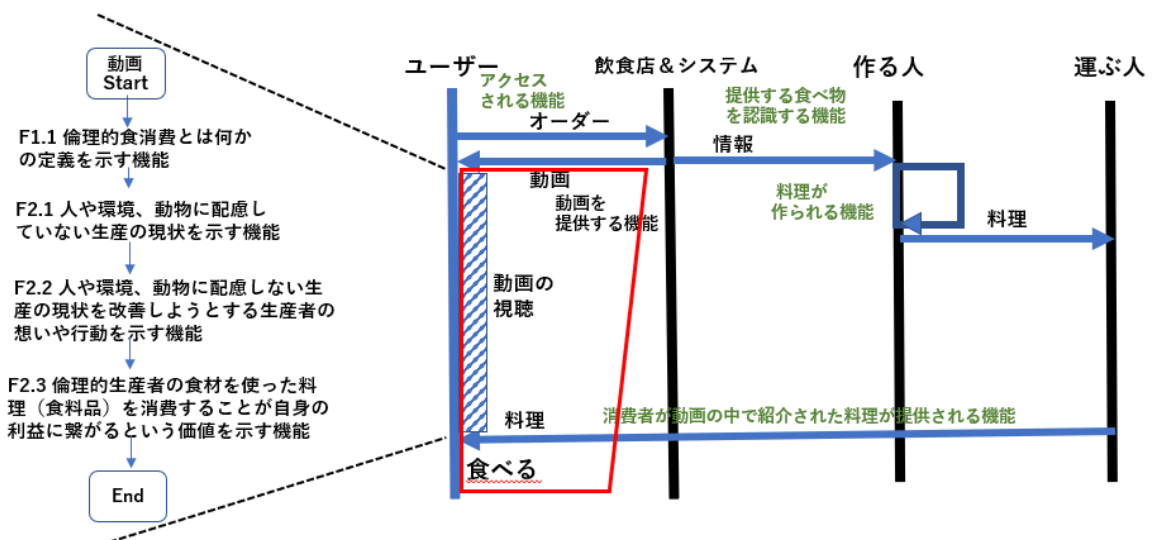 動画
Start
F1.1 倫理的食消費とは何か
の定義を示す機能
F2.1 人や環境、動物に配慮し
ていない生産の現状を示す機能
F2.2 人や環境、動物に配慮しない生
産の現状を改善しようとする生産者の
想いや行動を示す機能
F2.3 倫理的生産者の食材を使った料
理（食料品）を消費することが自身の
利益に繋がるという価値を示す機能
End
ユーザー
飲食店＆システム
作る人
運ぶ人
アクセス
される機能
オーダー
提供する食べ物
を認識する機能
情報
動画
動画を
提供する機能
料理が
作られる機能
料理
動画の
視聴
料理
消費者が動画の中で紹介された料理が提供される機能
食べる